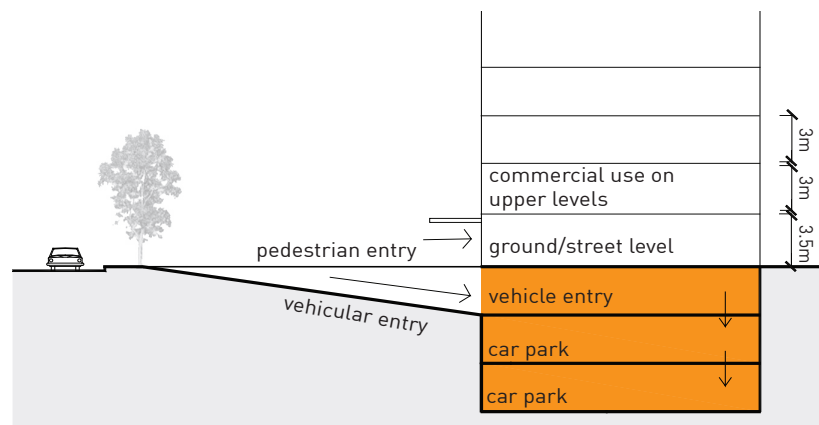 3m
commercial use on
upper levels
3m
pedestrian entry
ground/street level
3.5m
vehicular entry
vehicle entry
car park
car park